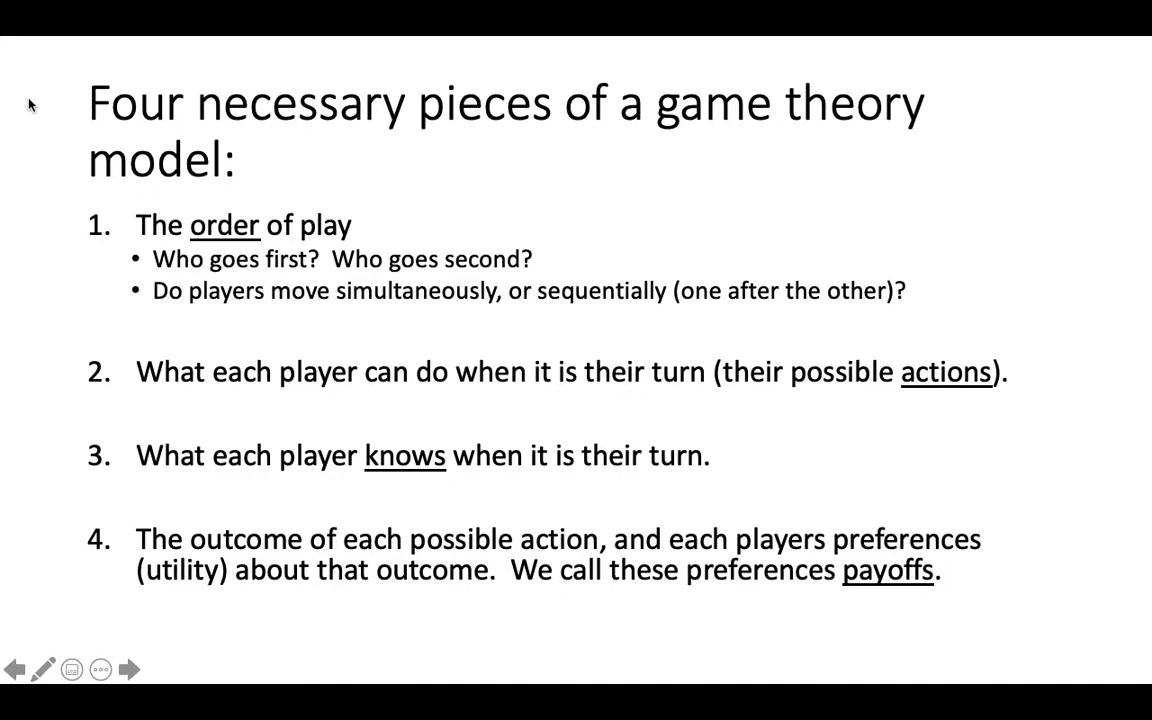 Four necessary pieces of a game theory
model:
1. The order of play
• Who goes first? Who goes second?
• Do players move simultaneously, or sequentially (one after the other)?
2. What each player can do when it is their turn (their possible actions).
3. What each player knows when it is their turn.
4. The outcome of each possible action, and each players preferences
(utility) about that outcome. We call these preferences payoffs.